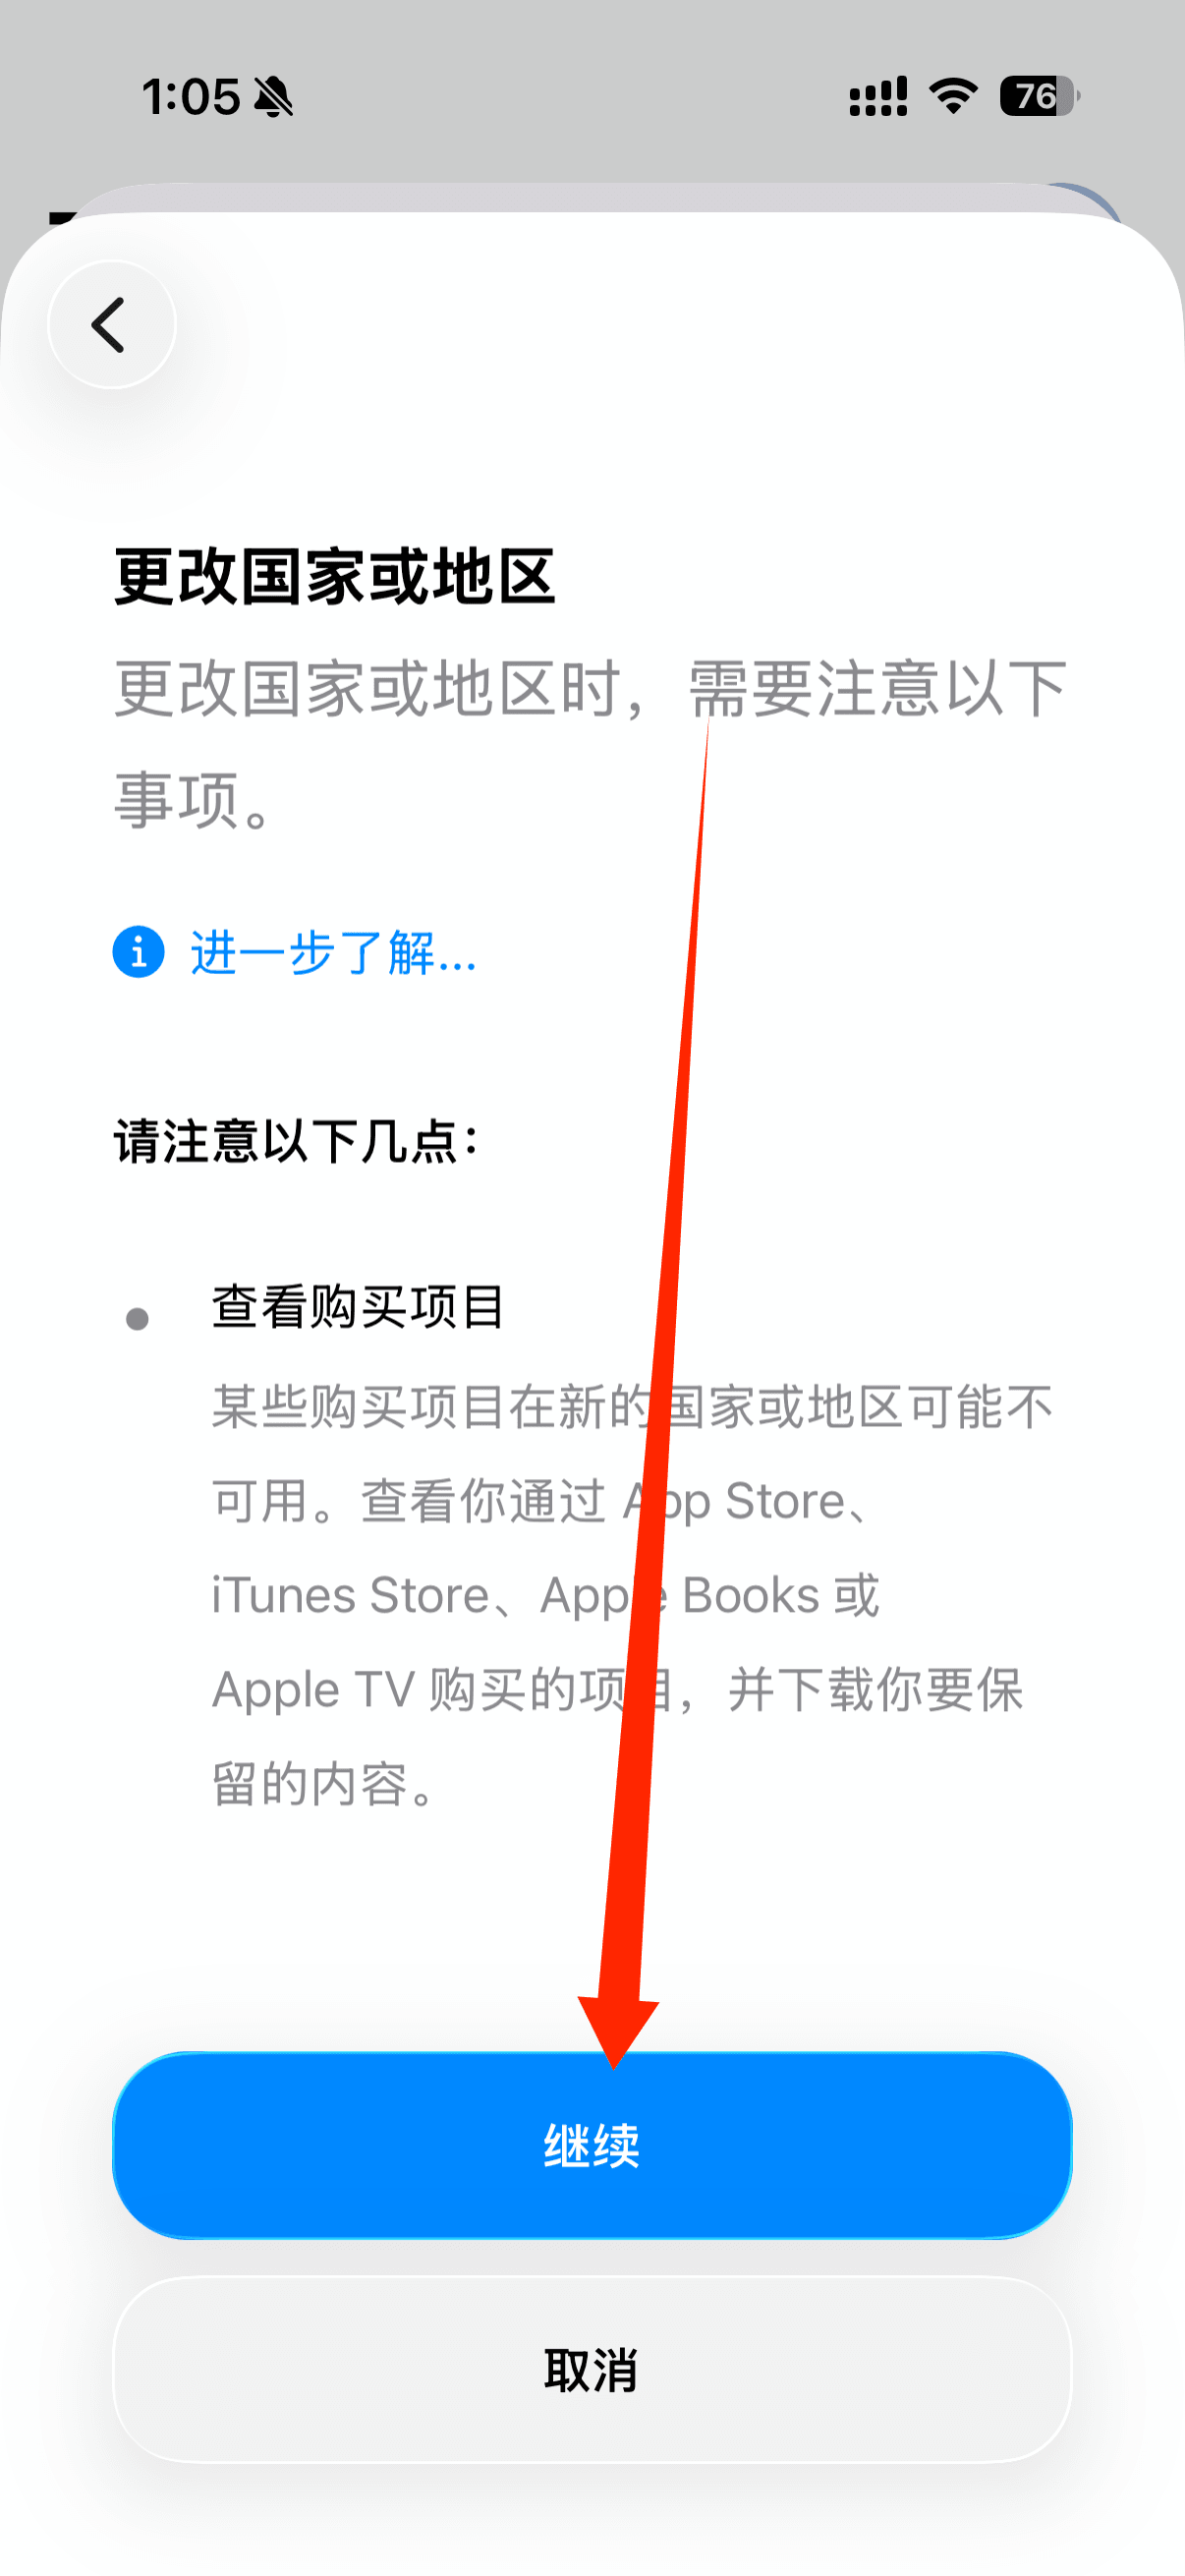 1:05
76
更改国家或地区
更改国家或地区时，需要注意以下
事项。
进一步了解...
请注意以下几点：
查看购买项目
某些购买项目在新的国家或地区可能不
可用。查看你通过 App Store、
iTunes Store、Apple Books 或
Apple TV 购买的项目，并下载你要保
留的内容。
继续
取消